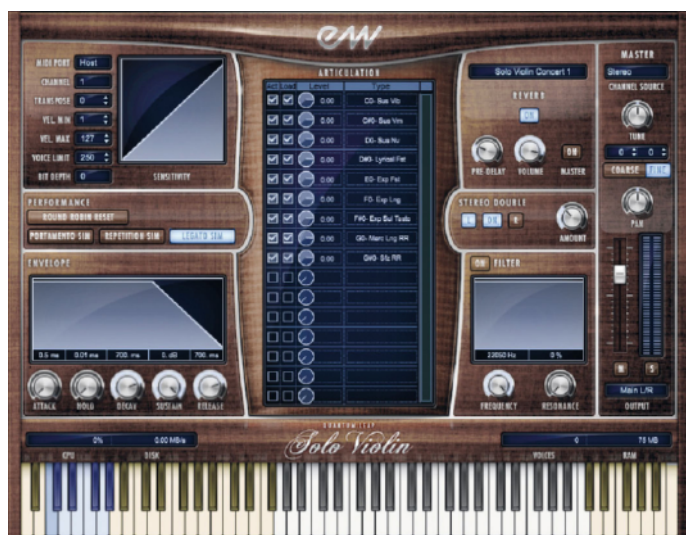 EW
MIDI PORT Host
CHANNEL 1
TRANSPOSE 0
VEL. MIN 1
VEL. MAX 127
VOICE LIMIT 250
BIT DEPTH 0
SENSITIVITY
PERFORMANCE
ROUND ROBIN RESET
PORTAMENTO SIM REPETITION SIM LEGATO SIM
ENVELOPE
0.5 ms 0.01 ms 700. ms 0. dB 700. ms
ATTACK HOLD DECAY SUSTAIN RELEASE
ARTICULATION
Act Load Level Type
0.00 C0- Sus Vib
0.00 C#0- Sus Vrn
0.00 D0- Sus Nv
0.00 D#0- Lyrical Fst
0.00 E0- Exp Fst
0.00 F0- Exp Lng
0.00 F#0- Exp Sul Tasto
0.00 G0- Marc Lng RR
0.00 G#0- Sfz RR
Solo Violin Concert 1
REVERB
ON
PRE-DELAY VOLUME ON MASTER
STEREO DOUBLE
L ON R
AMOUNT
ON FILTER
22050 Hz 0 %
FREQUENCY RESONANCE
MASTER
Stereo
CHANNEL SOURCE
TUNE
0 0
COARSE FINE
PAN
M S
Main L/R
OUTPUT
0% 0.00 MB/s
CPU DISK
QUANTUM LEAP
Solo Violin
0 75 MB
VOICES RAM